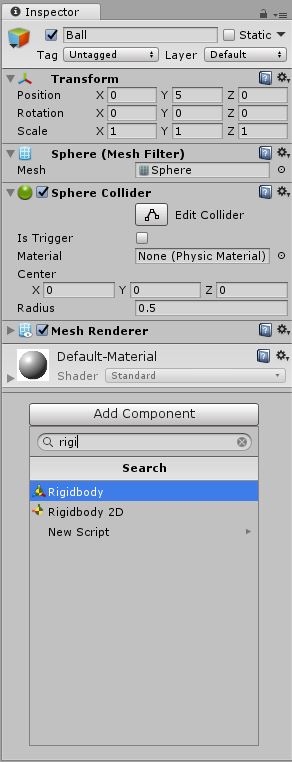 Inspector
Ball Static
Tag Untagged Layer Default
Transform
Position X 0 Y 5 Z 0
Rotation X 0 Y 0 Z 0
Scale X 1 Y 1 Z 1
Sphere (Mesh Filter)
Mesh Sphere
Sphere Collider
Edit Collider
Is Trigger
Material None (Physic Material)
Center
X 0 Y 0 Z 0
Radius 0.5
Mesh Renderer
Default-Material
Shader Standard
Add Component
rigi
Search
Rigidbody
Rigidbody 2D
New Script